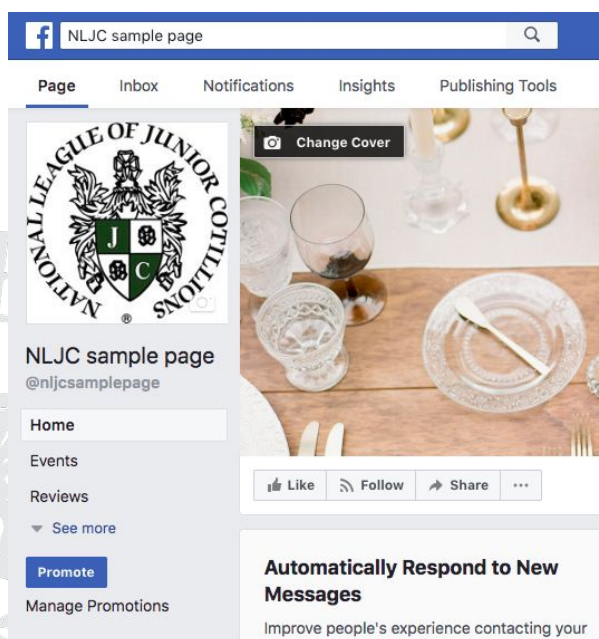 NLJC sample page
Page Inbox Notifications Insights Publishing Tools
NATIONAL LEAGUE OF JUNIOR COTILLIONS
J
C
®
Change Cover
NLJC sample page
@nljcsamplepage
Home
Events
Reviews
See more
Promote
Manage Promotions
Like Follow Share ...
Automatically Respond to New
Messages
Improve people's experience contacting your